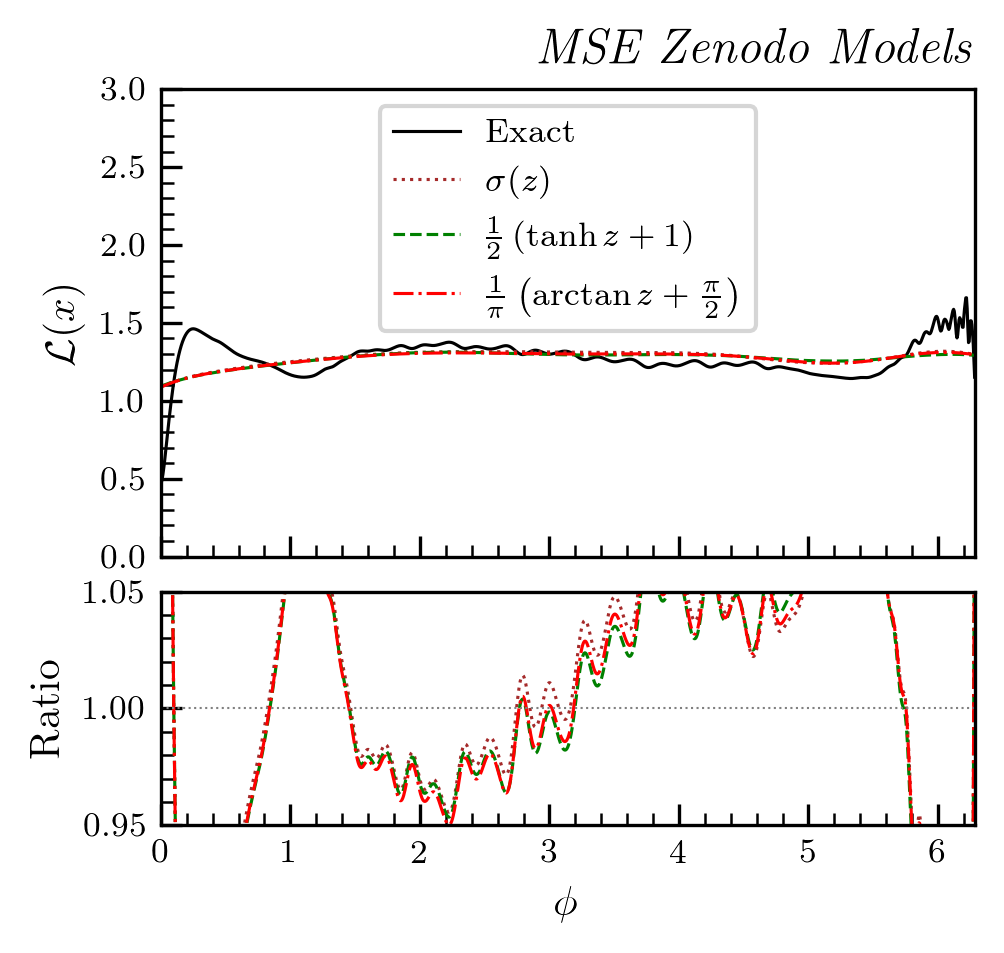 MSE Zenodo Models
3.0
2.5
2.0
1.5
1.0
0.5
0.0
𝓛(x)
Exact
σ(z)
½ (tanh z + 1)
1/π (arctan z + π/2)
1.05
1.00
0.95
Ratio
0 1 2 3 4 5 6
ϕ